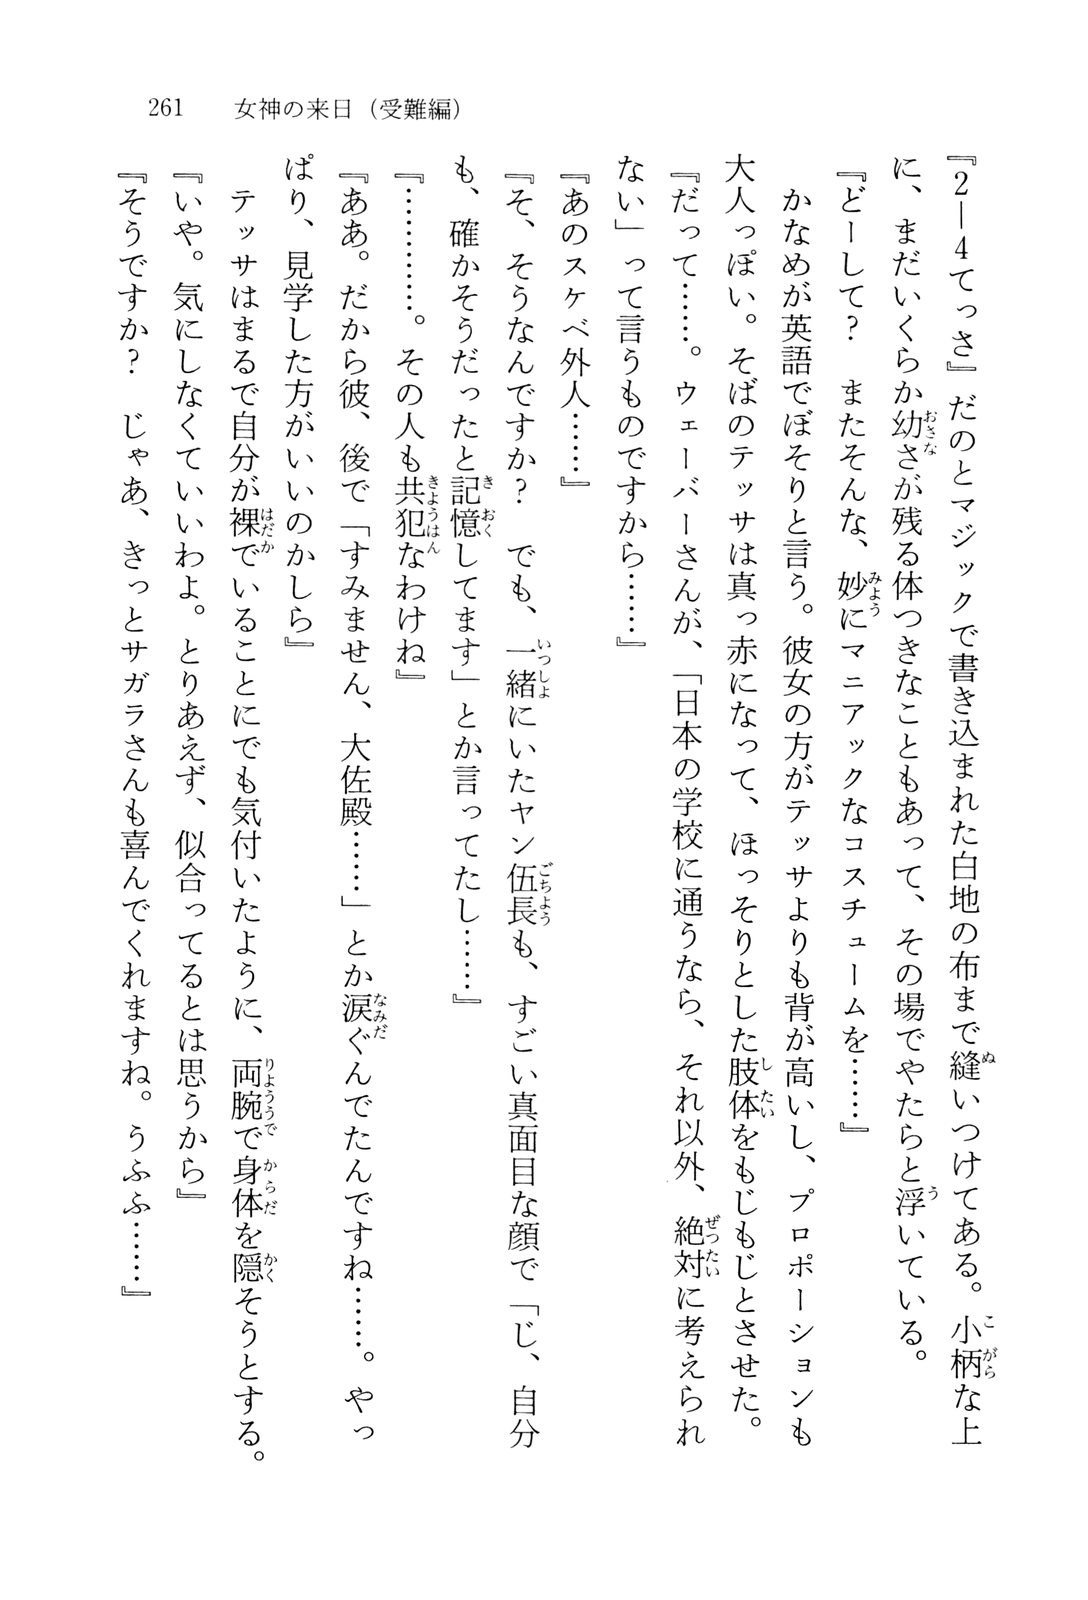 261　女神の来日（受難編）
『2―4てっさ』だのとマジックで書き込まれた白地の布まで縫いつけてある。小柄な上
に、まだいくらか幼さが残る体つきなこともあって、その場でやたらと浮いている。
『どーして？　またそんな、妙にマニアックなコスチュームを……』
　かなめが英語でぼそりと言う。彼女の方がテッサよりも背が高いし、プロポーションも
大人っぽい。そばのテッサは真っ赤になって、ほっそりとした肢体をもじもじとさせた。
『だって……。ウェーバーさんが、「日本の学校に通うなら、それ以外、絶対に考えられ
ない」って言うものですから……』
『あのスケベ外人……』
『そ、そうなんですか？　でも、一緒にいたヤン伍長も、すごい真面目な顔で「じ、自分
も、確かそうだったと記憶してます」とか言ってたし……』
『…………。その人も共犯なわけね』
『ああ。だから彼、後で「すみません、大佐殿……」とか涙ぐんでたんですね……。やっ
ぱり、見学した方がいいのかしら』
　テッサはまるで自分が裸でいることにでも気付いたように、両腕で身体を隠そうとする。
『いや。気にしなくていいわよ。とりあえず、似合ってるとは思うから』
『そうですか？　じゃあ、きっとサガラさんも喜んでくれますね。うふふ……』